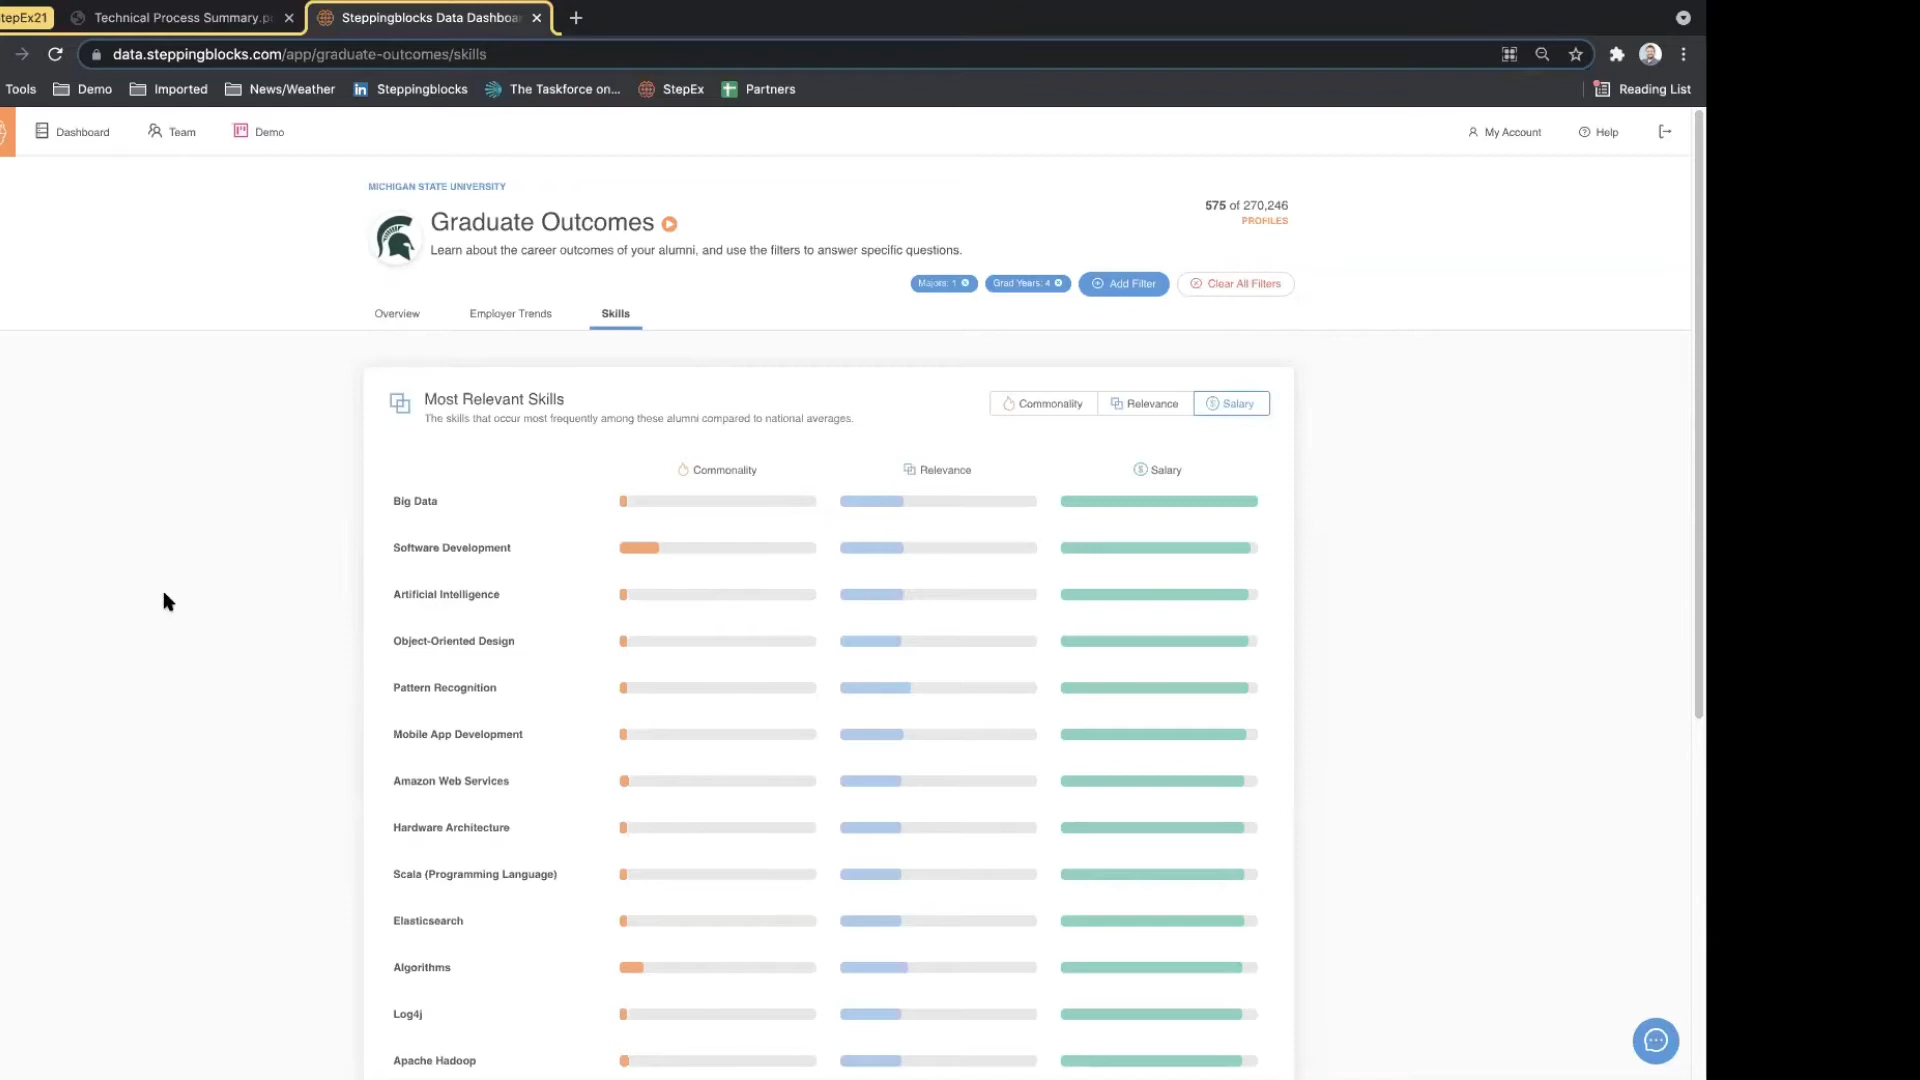 tepEx21
Technical Process Summary.p
Steppingblocks Data Dashboa
data.steppingblocks.com/app/graduate-outcomes/skills
Tools
Demo
Imported
News/Weather
Steppingblocks
The Taskforce on...
StepEx
Partners
Reading List
Dashboard
Team
Demo
My Account
Help
MICHIGAN STATE UNIVERSITY
Graduate Outcomes
575 of 270,246
PROFILES
Learn about the career outcomes of your alumni, and use the filters to answer specific questions.
Majors: 1
Grad Years: 4
Add Filter
Clear All Filters
Overview
Employer Trends
Skills
Most Relevant Skills
The skills that occur most frequently among these alumni compared to national averages.
Commonality
Relevance
Salary
Commonality
Relevance
Salary
Big Data
Software Development
Artificial Intelligence
Object-Oriented Design
Pattern Recognition
Mobile App Development
Amazon Web Services
Hardware Architecture
Scala (Programming Language)
Elasticsearch
Algorithms
Log4j
Apache Hadoop